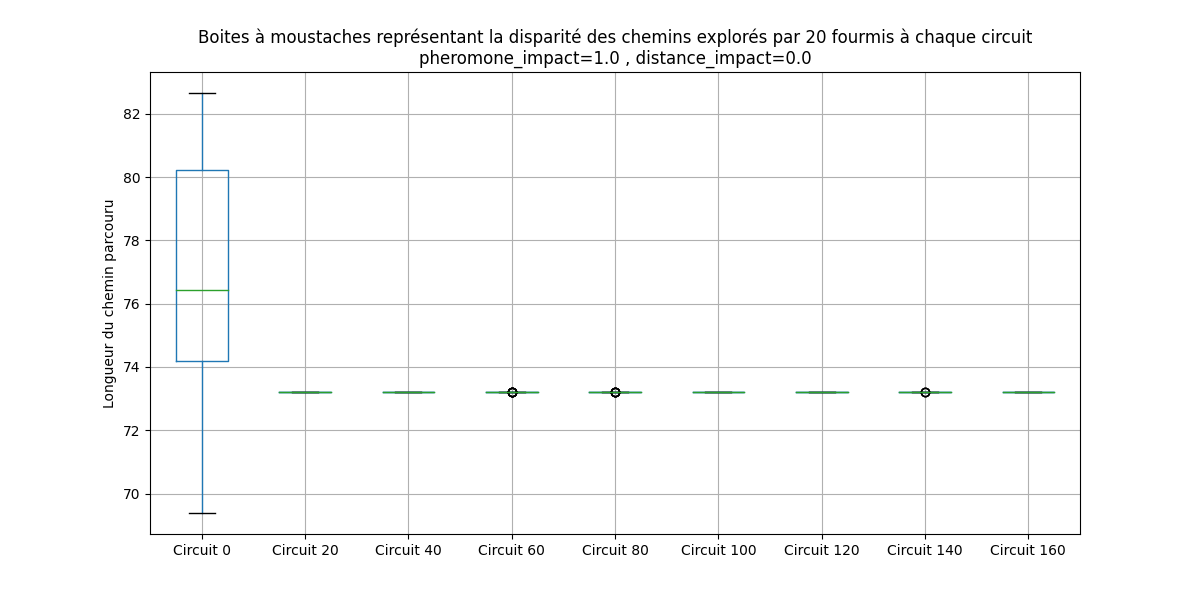 Boites à moustaches représentant la disparité des chemins explorés par 20 fourmis à chaque circuit
pheromone_impact=1.0 , distance_impact=0.0
Longueur du chemin parcouru
82
80
78
76
74
72
70
Circuit 0 Circuit 20 Circuit 40 Circuit 60 Circuit 80 Circuit 100 Circuit 120 Circuit 140 Circuit 160